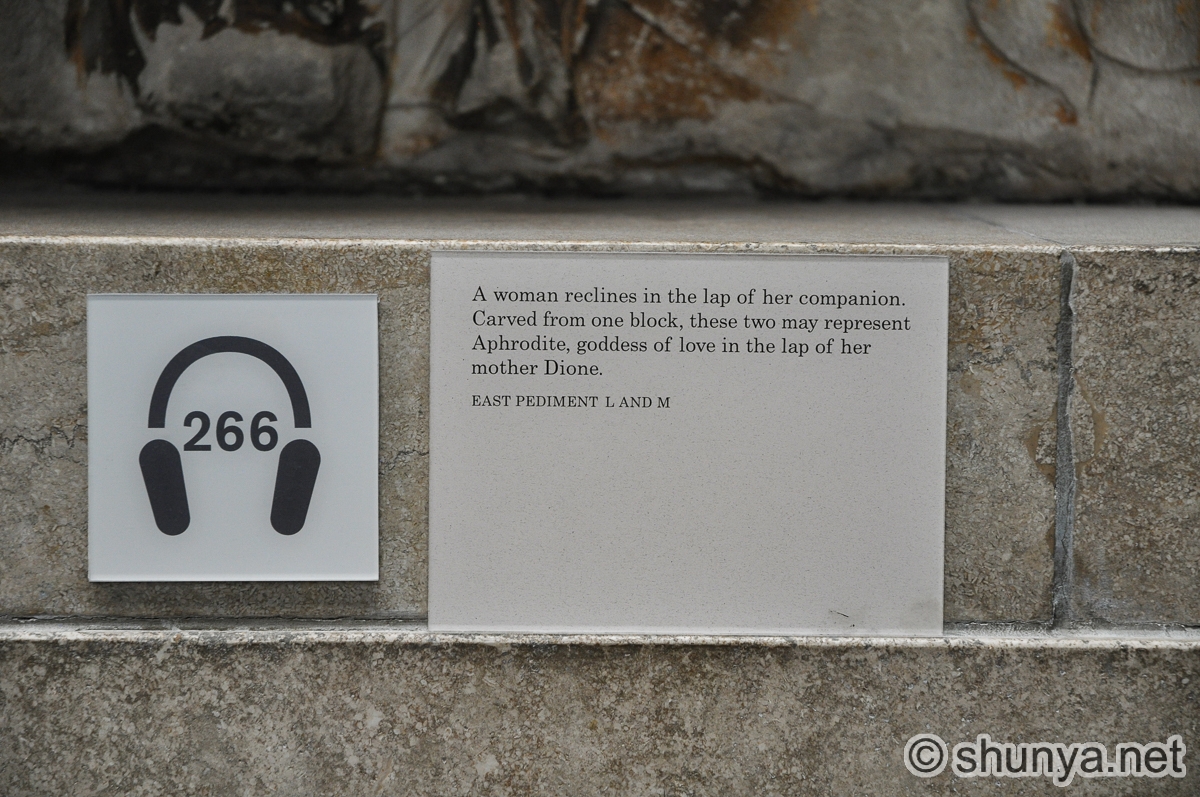 A woman reclines in the lap of her companion.
Carved from one block, these two may represent
Aphrodite, goddess of love in the lap of her
mother Dione.
EAST PEDIMENT L AND M
266
© shunya.net